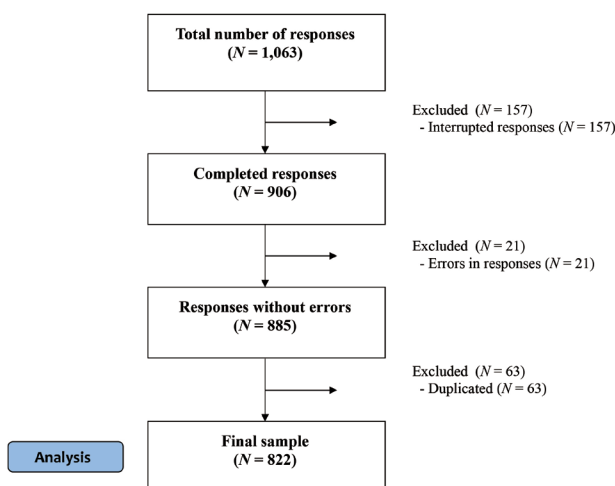 Total number of responses
(N = 1,063)
Excluded (N = 157)
- Interrupted responses (N = 157)
Completed responses
(N = 906)
Excluded (N = 21)
- Errors in responses (N = 21)
Responses without errors
(N = 885)
Excluded (N = 63)
- Duplicated (N = 63)
Final sample
(N = 822)
Analysis